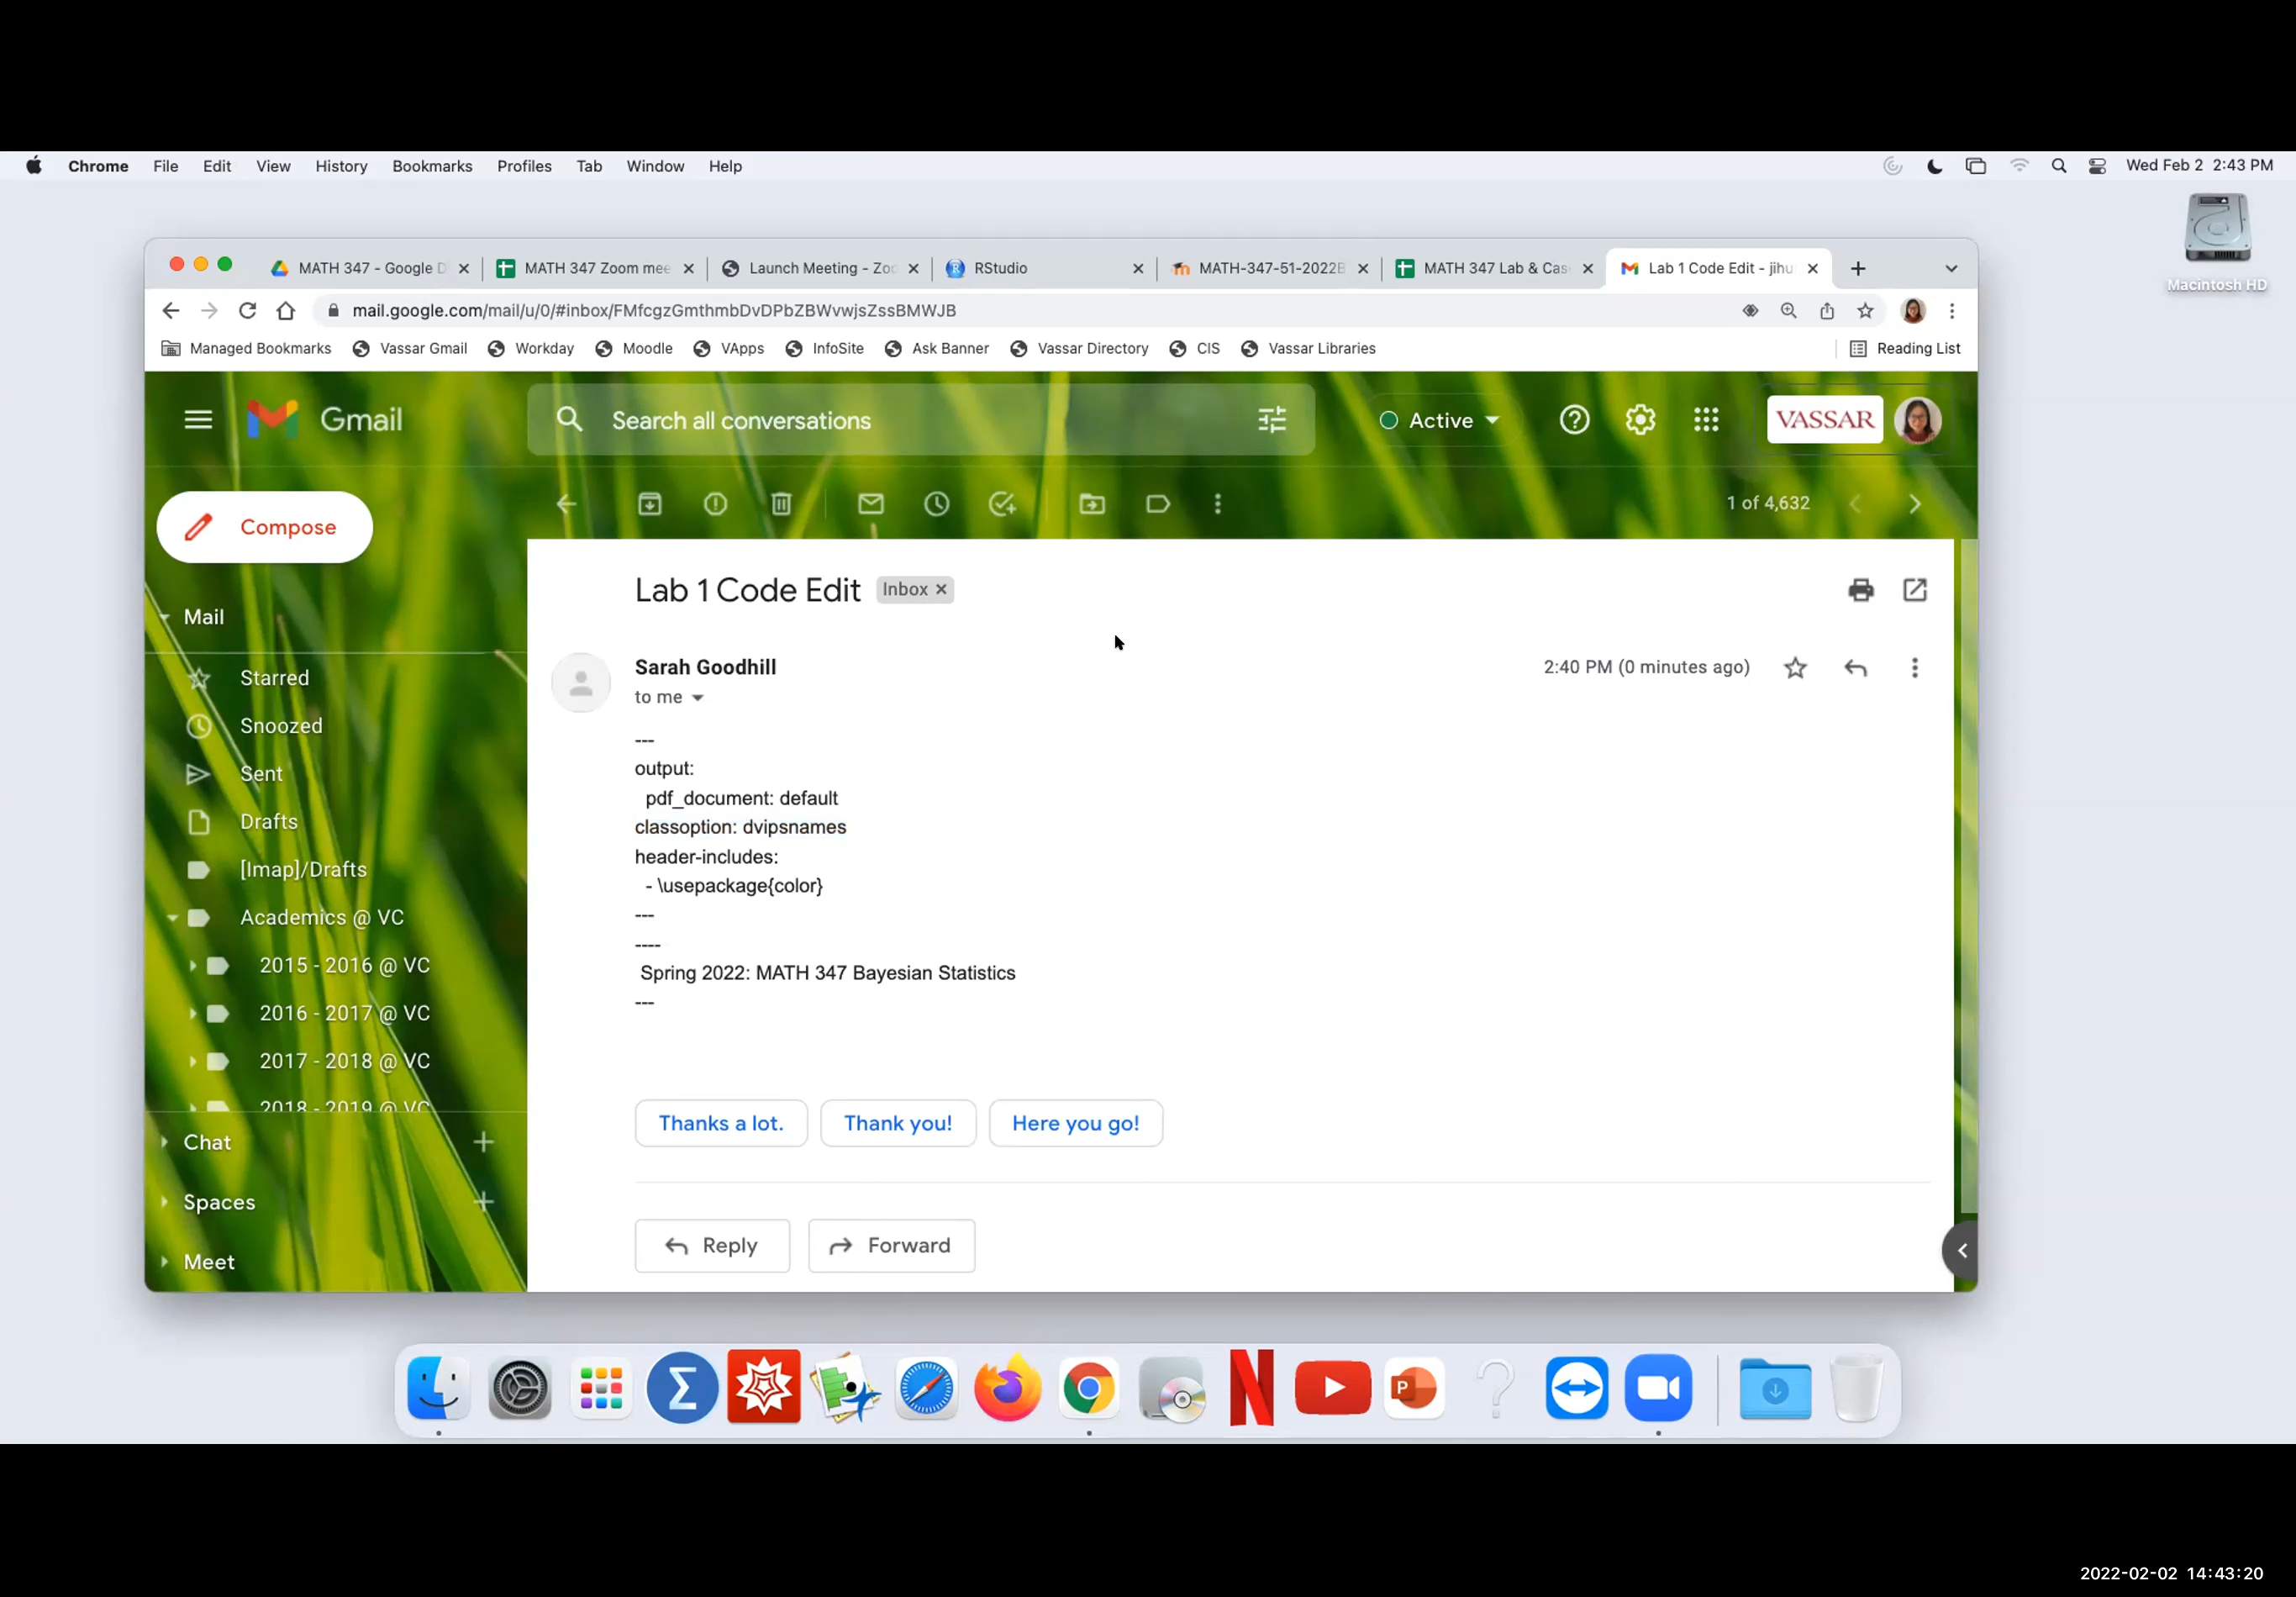 Chrome File Edit View History Bookmarks Profiles Tab Window Help Wed Feb 2 2:43 PM
Macintosh HD
MATH 347 - Google D MATH 347 Zoom mee Launch Meeting - Zoo RStudio MATH-347-51-2022B MATH 347 Lab & Cas Lab 1 Code Edit - jihu
mail.google.com/mail/u/0/#inbox/FMfcgzGmthmbDvDPbZBWvwjsZssBMWJB
Managed Bookmarks Vassar Gmail Workday Moodle VApps InfoSite Ask Banner Vassar Directory CIS Vassar Libraries Reading List
Gmail Search all conversations Active VASSAR
1 of 4,632
Compose
Mail
Starred
Snoozed
Sent
Drafts
[Imap]/Drafts
Academics @ VC
2015 - 2016 @ VC
2016 - 2017 @ VC
2017 - 2018 @ VC
2018 - 2019 @ VC
Chat
Spaces
Meet
Lab 1 Code Edit Inbox ×
Sarah Goodhill 2:40 PM (0 minutes ago)
to me
---
output:
pdf_document: default
classoption: dvipsnames
header-includes:
- \usepackage{color}
---
----
Spring 2022: MATH 347 Bayesian Statistics
---
Thanks a lot. Thank you! Here you go!
Reply Forward
P
2022-02-02 14:43:20